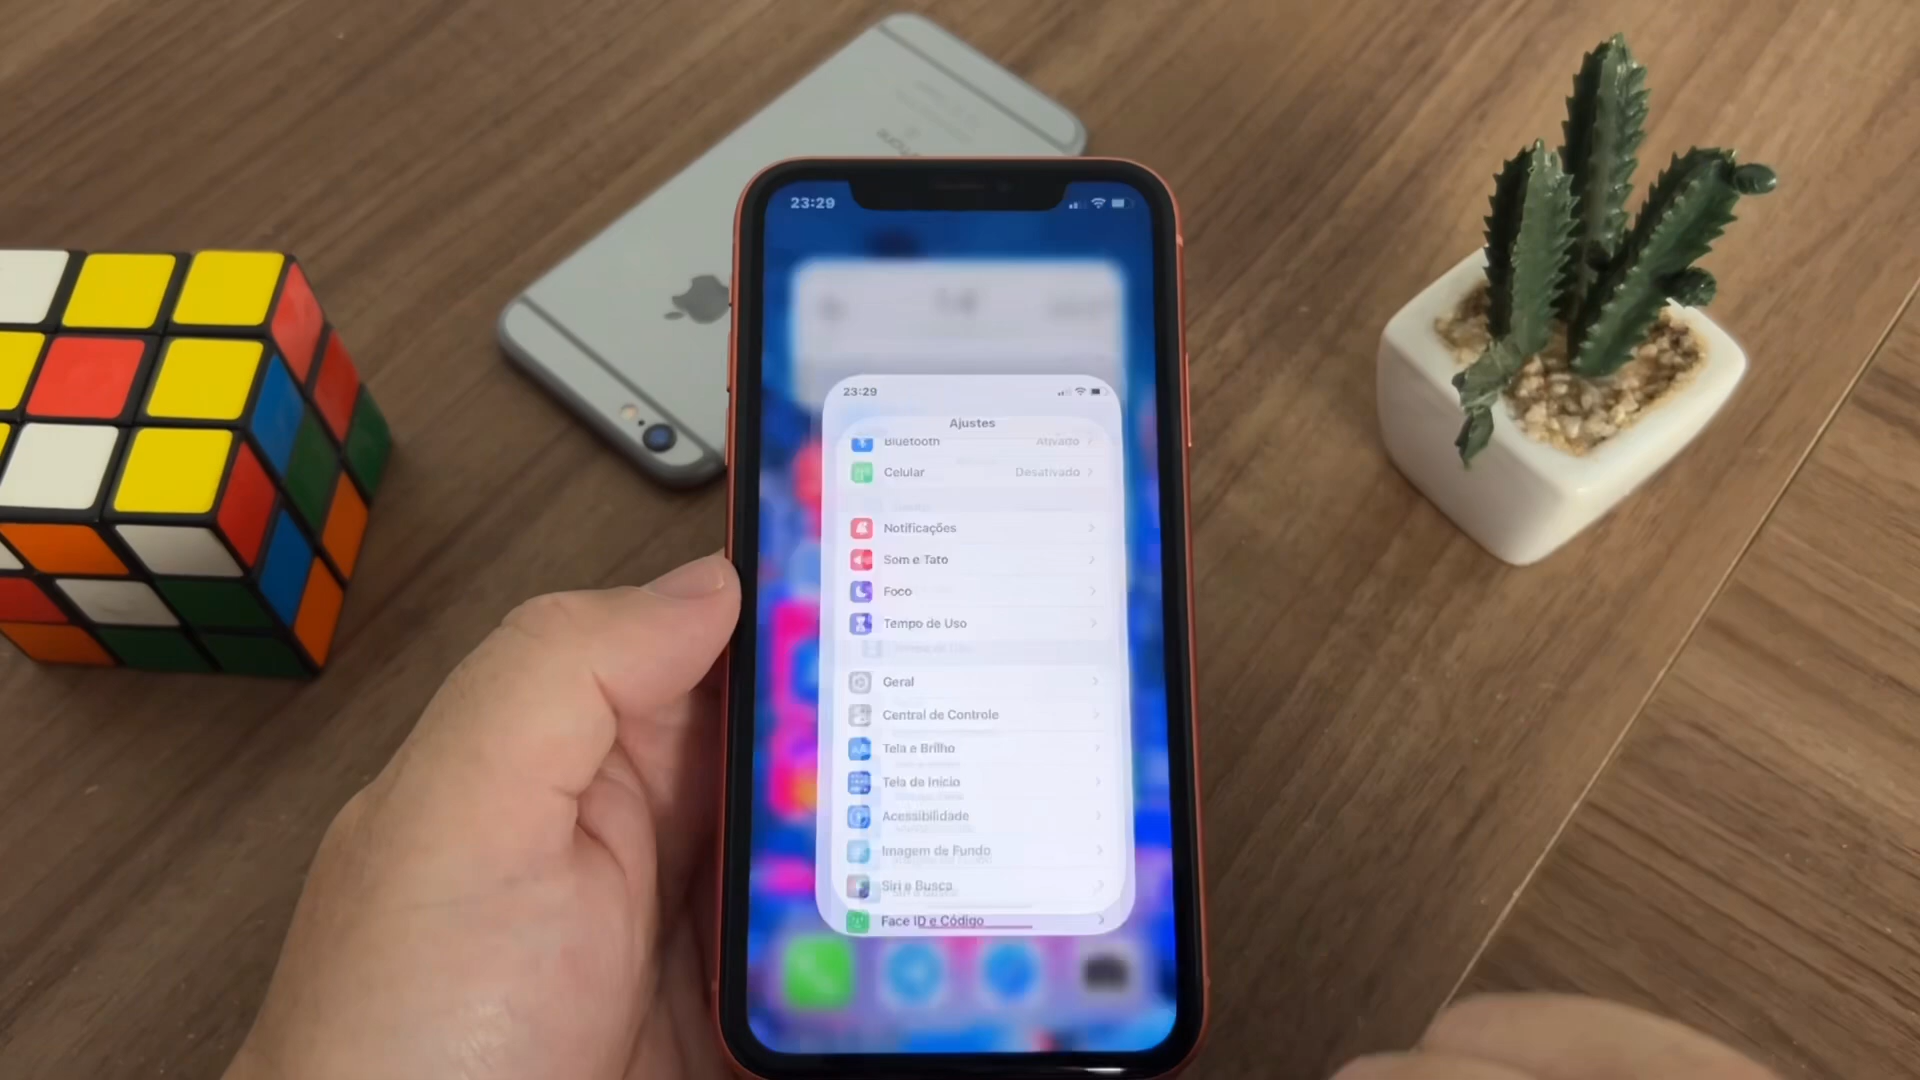 23:29
23:29
Ajustes
Bluetooth Ativado
Celular Desativado
Notificações
Som e Tato
Foco
Tempo de Uso
Geral
Central de Controle
Tela e Brilho
Tela de Início
Acessibilidade
Imagem de Fundo
Siri e Busca
Face ID e Código